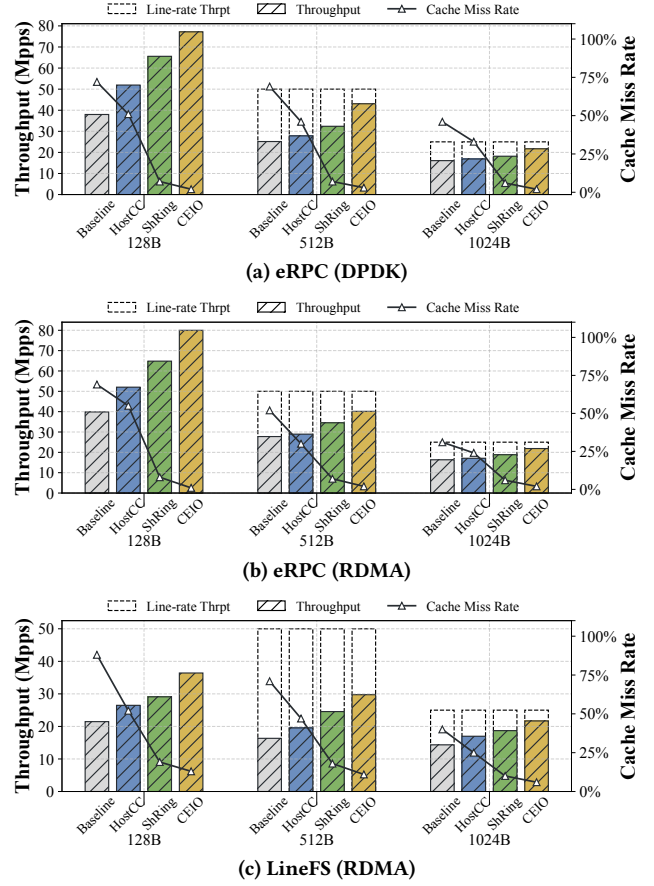 Line-rate Thrpt Throughput Cache Miss Rate
Throughput (Mpps)
80
70
60
50
40
30
20
10
0
100%
75%
50%
25%
0%
Cache Miss Rate
Baseline HostCC ShRing CEIO Baseline HostCC ShRing CEIO Baseline HostCC ShRing CEIO
128B 512B 1024B
(a) eRPC (DPDK)
Line-rate Thrpt Throughput Cache Miss Rate
Throughput (Mpps)
80
70
60
50
40
30
20
10
0
100%
75%
50%
25%
0%
Cache Miss Rate
Baseline HostCC ShRing CEIO Baseline HostCC ShRing CEIO Baseline HostCC ShRing CEIO
128B 512B 1024B
(b) eRPC (RDMA)
Line-rate Thrpt Throughput Cache Miss Rate
Throughput (Mpps)
50
40
30
20
10
0
100%
75%
50%
25%
0%
Cache Miss Rate
Baseline HostCC ShRing CEIO Baseline HostCC ShRing CEIO Baseline HostCC ShRing CEIO
128B 512B 1024B
(c) LineFS (RDMA)